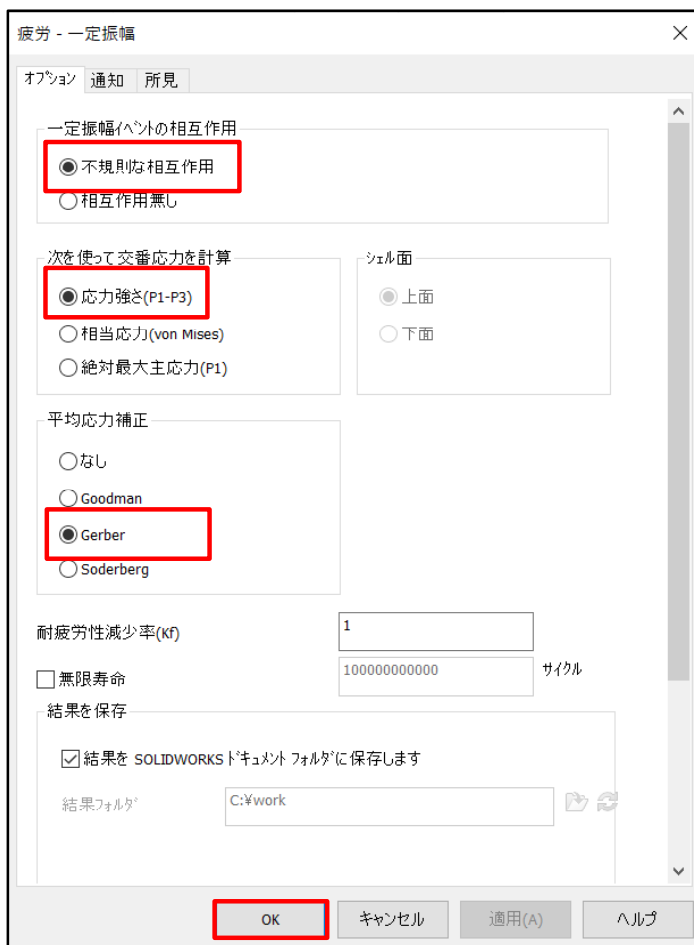 疲労 - 一定振幅
オプション 通知 所見
一定振幅イベントの相互作用
不規則な相互作用
相互作用無し
次を使って交番応力を計算
応力強さ(P1-P3)
相当応力(von Mises)
絶対最大主応力(P1)
シェル面
上面
下面
平均応力補正
なし
Goodman
Gerber
Soderberg
耐疲労性減少率(Kf) 1
無限寿命 100000000000 サイクル
結果を保存
結果を SOLIDWORKS ドキュメント フォルダに保存します
結果フォルダ C:¥work
OK キャンセル 適用(A) ヘルプ